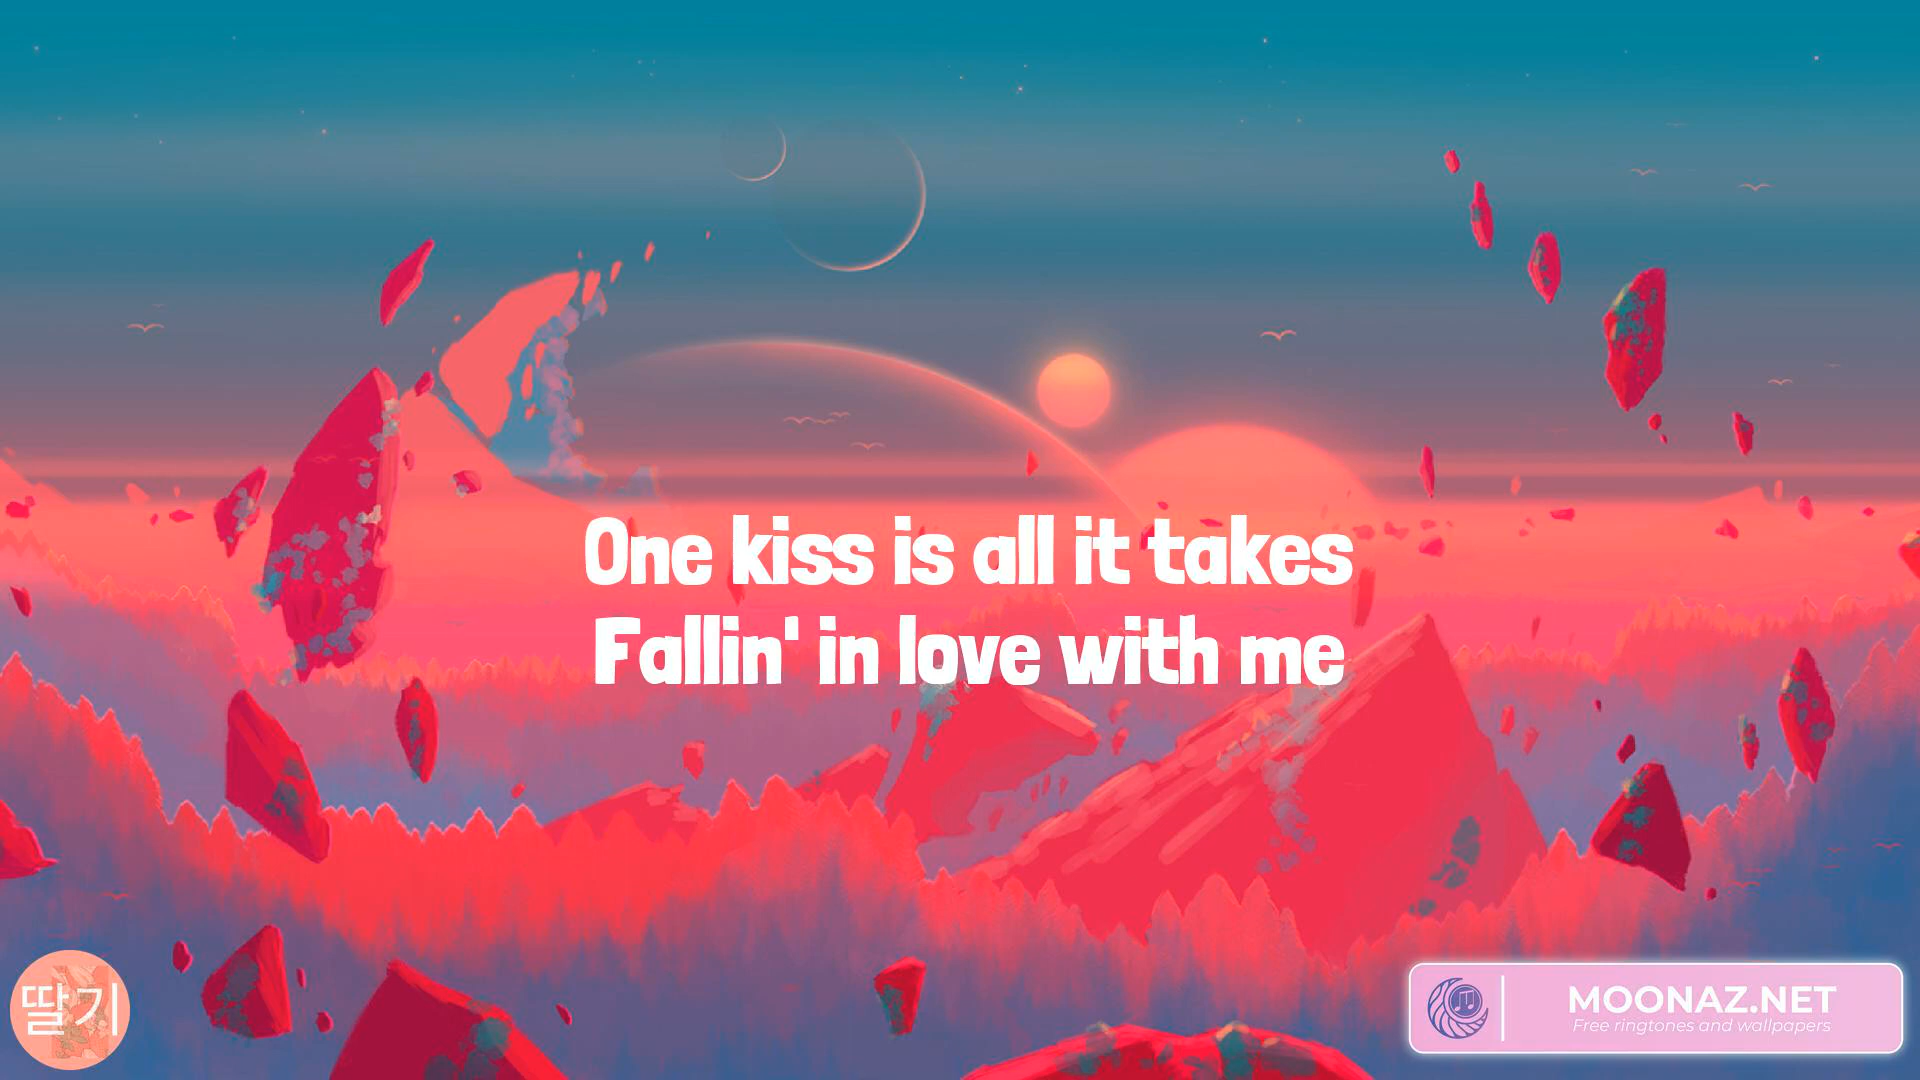 One kiss is all it takes
Fallin' in love with me
딸기
MOONAZ.NET
Free ringtones and wallpapers